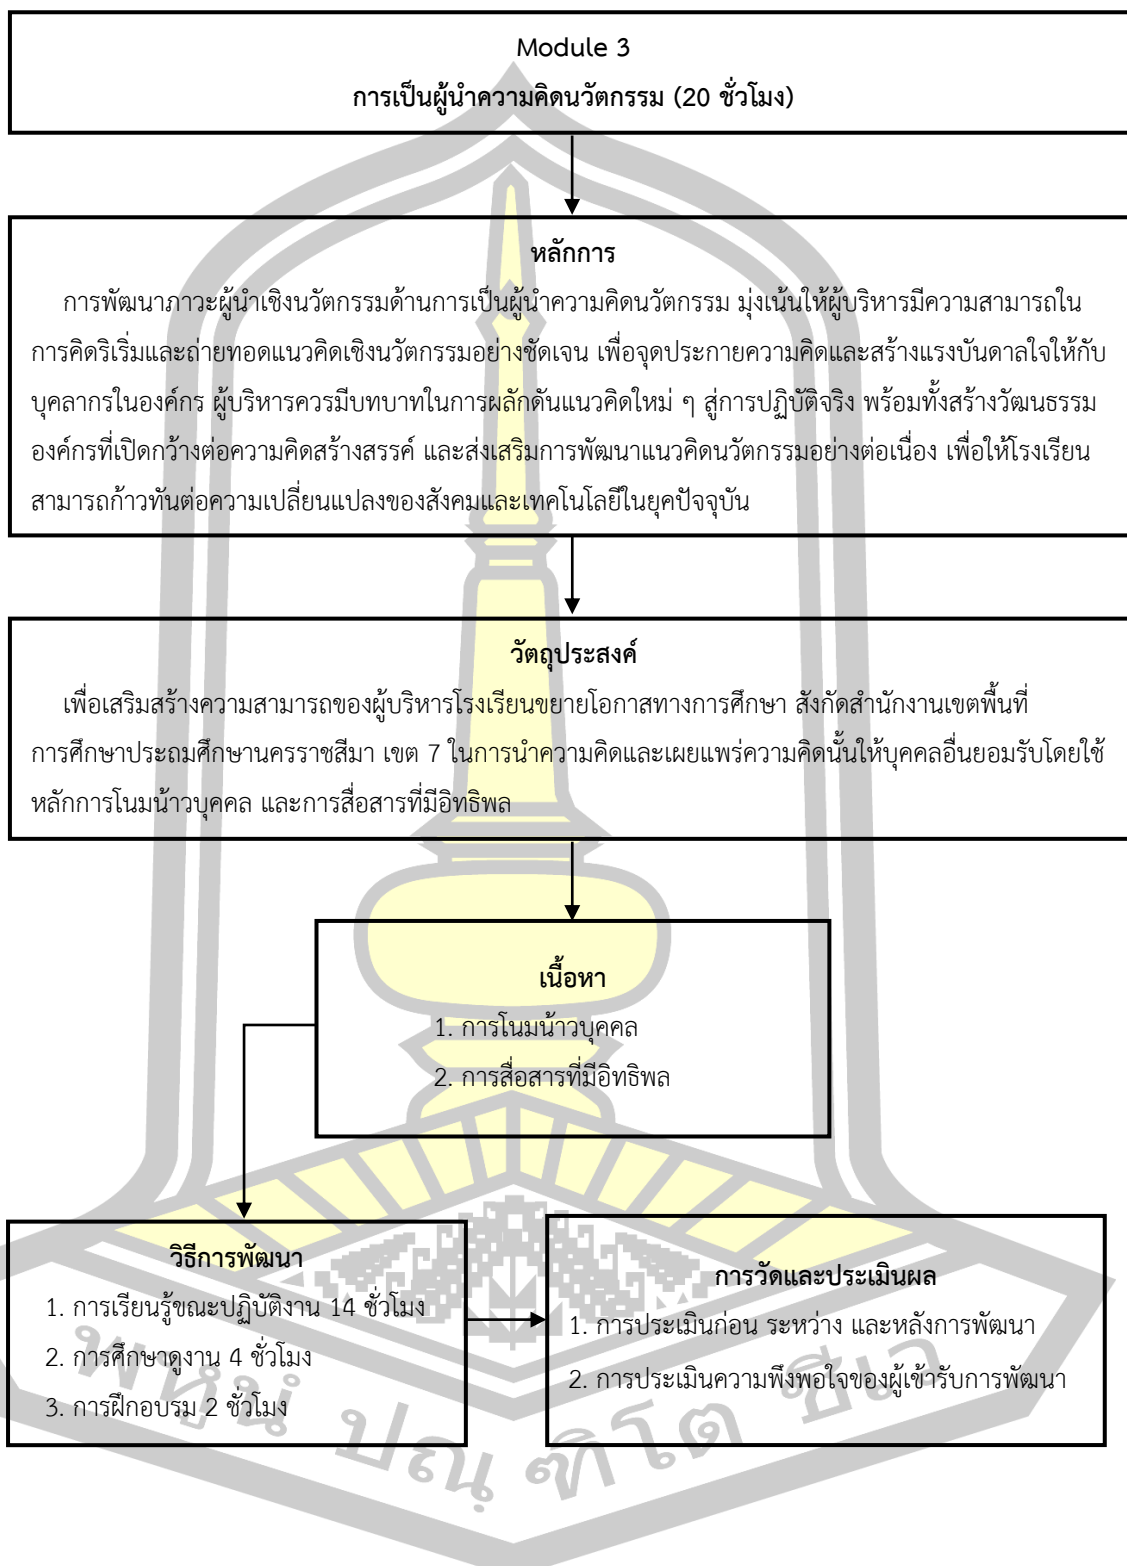 Module 3
การเป็นผู้นำความคิดนวัตกรรม (20 ชั่วโมง)
หลักการ
การพัฒนาภาวะผู้นำเชิงนวัตกรรมด้านการเป็นผู้นำความคิดนวัตกรรม มุ่งเน้นให้ผู้บริหารมีความสามารถใน
การคิดริเริ่มและถ่ายทอดแนวคิดเชิงนวัตกรรมอย่างชัดเจน เพื่อจุดประกายความคิดและสร้างแรงบันดาลใจให้กับ
บุคลากรในองค์กร ผู้บริหารควรมีบทบาทในการผลักดันแนวคิดใหม่ ๆ สู่การปฏิบัติจริง พร้อมทั้งสร้างวัฒนธรรม
องค์กรที่เปิดกว้างต่อความคิดสร้างสรรค์ และส่งเสริมการพัฒนาแนวคิดนวัตกรรมอย่างต่อเนื่อง เพื่อให้โรงเรียน
สามารถก้าวทันต่อความเปลี่ยนแปลงของสังคมและเทคโนโลยีในยุคปัจจุบัน
วัตถุประสงค์
เพื่อเสริมสร้างความสามารถของผู้บริหารโรงเรียนขยายโอกาสทางการศึกษา สังกัดสำนักงานเขตพื้นที่
การศึกษาประถมศึกษานครราชสีมา เขต 7 ในการนำความคิดและเผยแพร่ความคิดนั้นให้บุคคลอื่นยอมรับโดยใช้
หลักการโนมน้าวบุคคล และการสื่อสารที่มีอิทธิพล
เนื้อหา
1. การโนมน้าวบุคคล
2. การสื่อสารที่มีอิทธิพล
วิธีการพัฒนา
1. การเรียนรู้ขณะปฏิบัติงาน 14 ชั่วโมง
2. การศึกษาดูงาน 4 ชั่วโมง
3. การฝึกอบรม 2 ชั่วโมง
การวัดและประเมินผล
1. การประเมินก่อน ระหว่าง และหลังการพัฒนา
2. การประเมินความพึงพอใจของผู้เข้ารับการพัฒนา
พหูนํ ปณฺฑิโต ชีเว